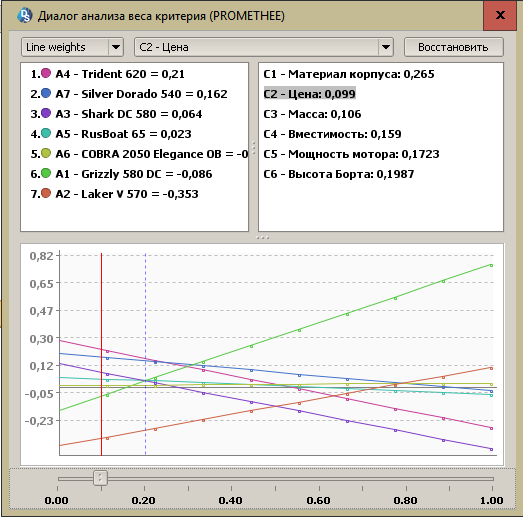 Диалог анализа веса критерия (PROMETHEE)
Line weights
C2 - Цена
Восстановить
1. A4 - Trident 620 = 0,21
2. A7 - Silver Dorado 540 = 0,162
3. A3 - Shark DC 580 = 0,064
4. A5 - RusBoat 65 = 0,023
5. A6 - COBRA 2050 Elegance OB = -0
6. A1 - Grizzly 580 DC = -0,086
7. A2 - Laker V 570 = -0,353
C1 - Материал корпуса: 0,265
C2 - Цена: 0,099
C3 - Масса: 0,106
C4 - Вместимость: 0,159
C5 - Мощность мотора: 0,1723
C6 - Высота Борта: 0,1987
0,82
0,65
0,47
0,30
0,12
-0,05
-0,23
0.00 0.20 0.40 0.60 0.80 1.00